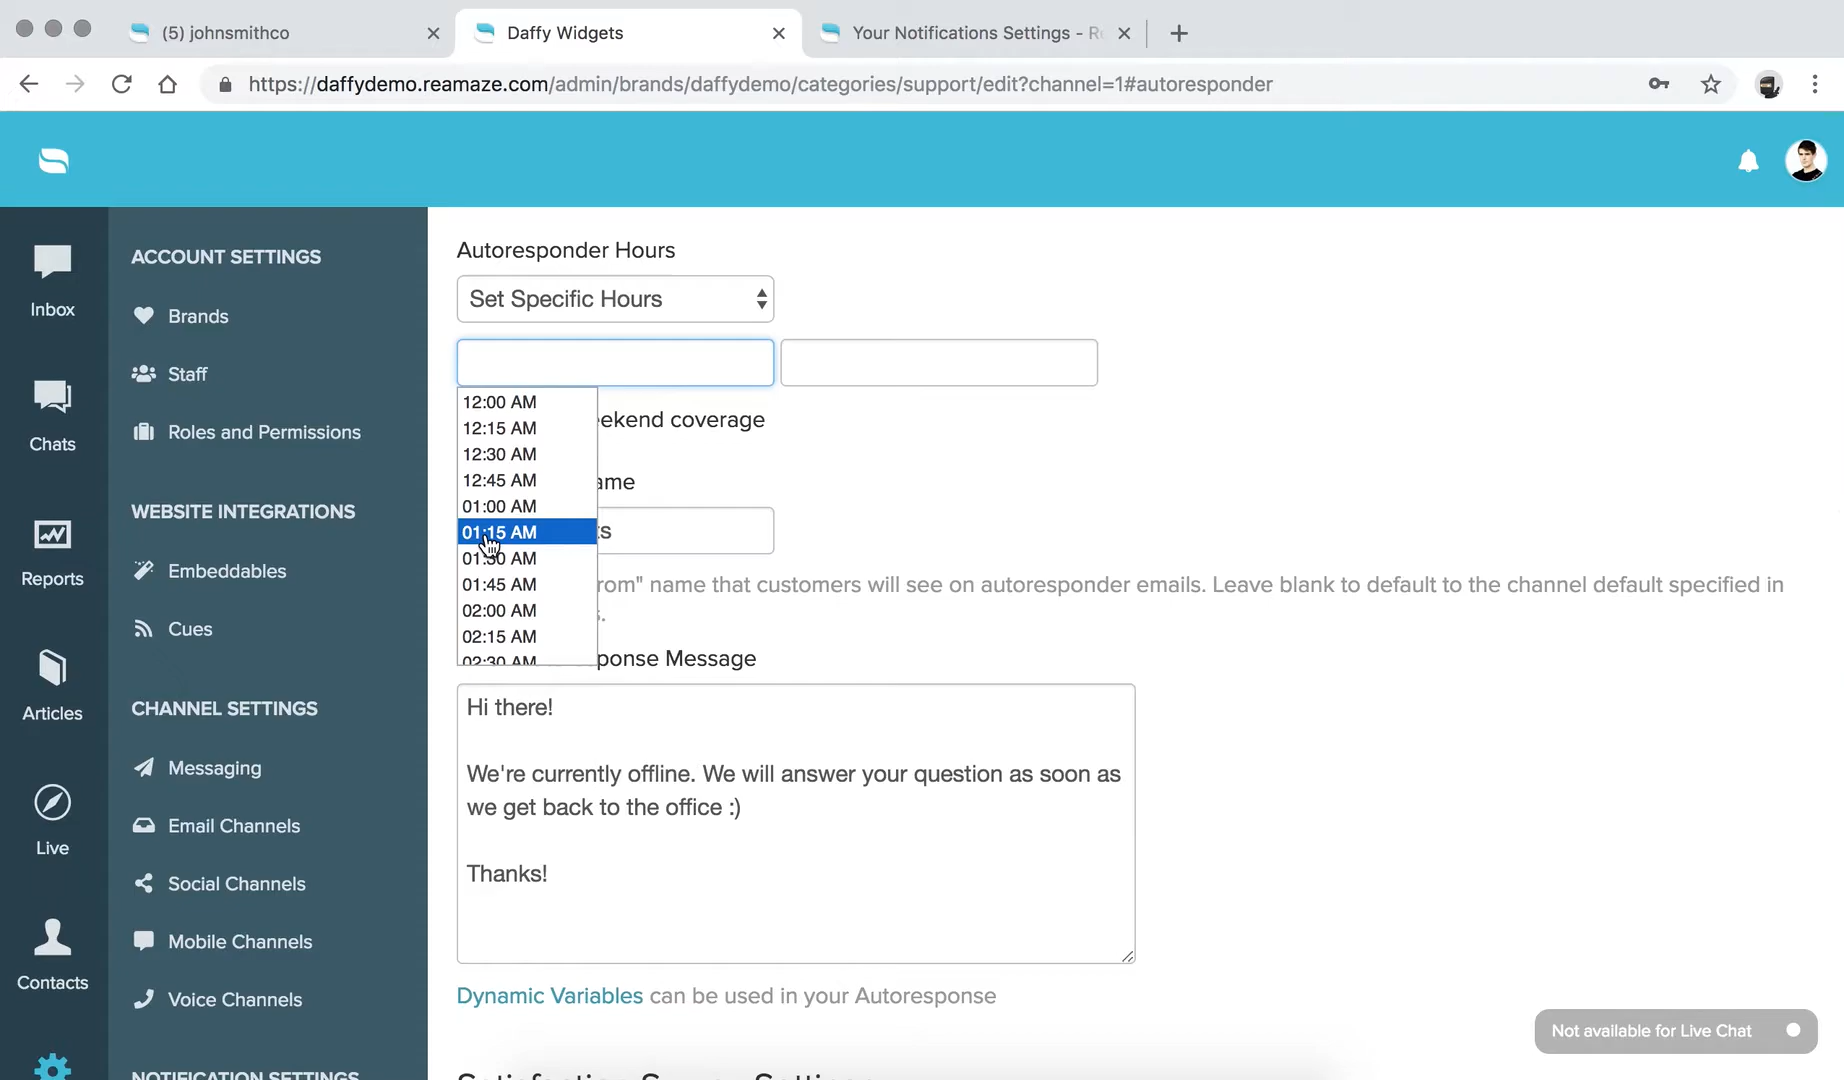 (5) johnsmithco
Daffy Widgets
Your Notifications Settings - R
https://daffydemo.reamaze.com/admin/brands/daffydemo/categories/support/edit?channel=1#autoresponder
Inbox
Chats
Reports
Articles
Live
Contacts
ACCOUNT SETTINGS
Brands
Staff
Roles and Permissions
WEBSITE INTEGRATIONS
Embeddables
Cues
CHANNEL SETTINGS
Messaging
Email Channels
Social Channels
Mobile Channels
Voice Channels
NOTIFICATION SETTINGS
Autoresponder Hours
Set Specific Hours
12:00 AM
12:15 AM
12:30 AM
12:45 AM
01:00 AM
01:15 AM
01:30 AM
01:45 AM
02:00 AM
02:15 AM
02:30 AM
eekend coverage
ame
ts
rom" name that customers will see on autoresponder emails. Leave blank to default to the channel default specified in
s.
sponse Message
Hi there!
We're currently offline. We will answer your question as soon as
we get back to the office :)
Thanks!
Dynamic Variables can be used in your Autoresponse
Satisfaction Survey Settings
Not available for Live Chat